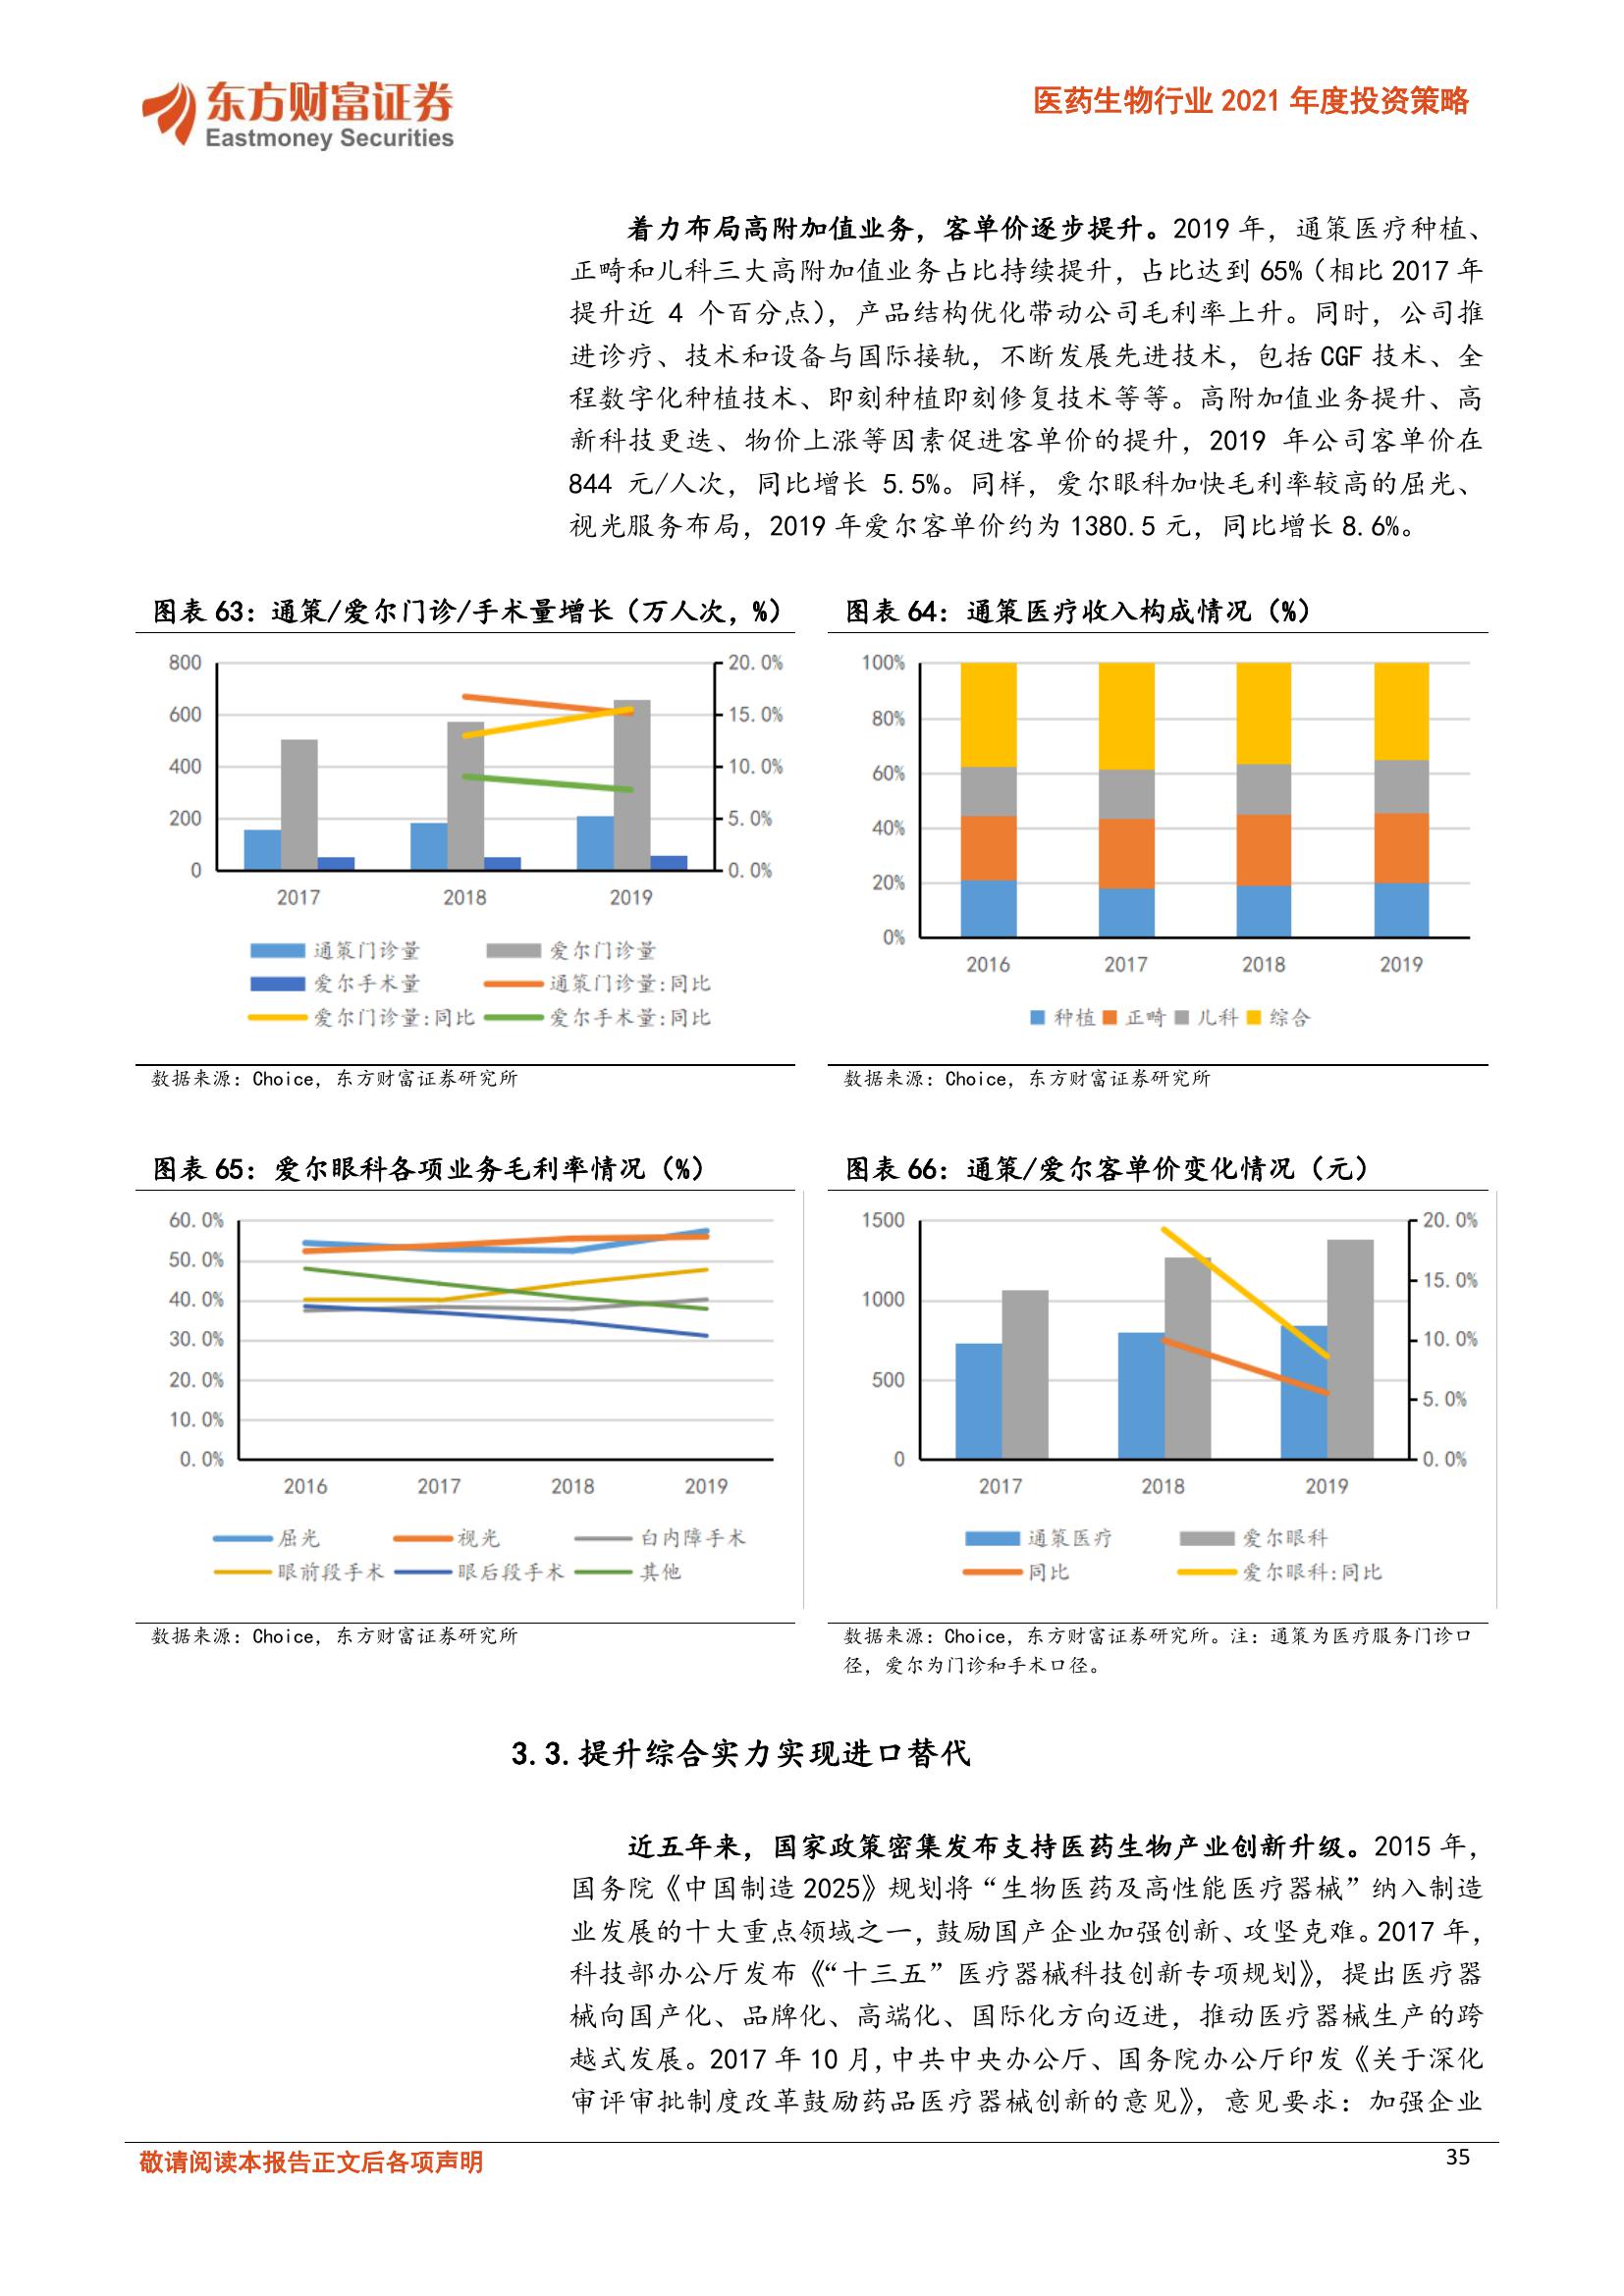 东方财富证券
Eastmoney Securities
医药生物行业 2021 年度投资策略
着力布局高附加值业务，客单价逐步提升。2019 年，通策医疗种植、
正畸和儿科三大高附加值业务占比持续提升，占比达到 65%（相比 2017 年
提升近 4 个百分点），产品结构优化带动公司毛利率上升。同时，公司推
进诊疗、技术和设备与国际接轨，不断发展先进技术，包括 CGF 技术、全
程数字化种植技术、即刻种植即刻修复技术等等。高附加值业务提升、高
新科技更迭、物价上涨等因素促进客单价的提升，2019 年公司客单价在
844 元/人次，同比增长 5.5%。同样，爱尔眼科加快毛利率较高的屈光、
视光服务布局，2019 年爱尔客单价约为 1380.5 元，同比增长 8.6%。
图表 63：通策/爱尔门诊/手术量增长（万人次，%）
800
600
400
200
0
20.0%
15.0%
10.0%
5.0%
0.0%
2017 2018 2019
通策门诊量 爱尔门诊量
爱尔手术量 通策门诊量:同比
爱尔门诊量:同比 爱尔手术量:同比
数据来源：Choice，东方财富证券研究所
图表 64：通策医疗收入构成情况（%）
100%
80%
60%
40%
20%
0%
2016 2017 2018 2019
种植 正畸 儿科 综合
数据来源：Choice，东方财富证券研究所
图表 65：爱尔眼科各项业务毛利率情况（%）
60.0%
50.0%
40.0%
30.0%
20.0%
10.0%
0.0%
2016 2017 2018 2019
屈光 视光 白内障手术
眼前段手术 眼后段手术 其他
数据来源：Choice，东方财富证券研究所
图表 66：通策/爱尔客单价变化情况（元）
1500
1000
500
0
20.0%
15.0%
10.0%
5.0%
0.0%
2017 2018 2019
通策医疗 爱尔眼科
同比 爱尔眼科:同比
数据来源：Choice，东方财富证券研究所。注：通策为医疗服务门诊口
径，爱尔为门诊和手术口径。
3.3.提升综合实力实现进口替代
近五年来，国家政策密集发布支持医药生物产业创新升级。2015 年，
国务院《中国制造 2025》规划将“生物医药及高性能医疗器械”纳入制造
业发展的十大重点领域之一，鼓励国产企业加强创新、攻坚克难。2017 年，
科技部办公厅发布《“十三五”医疗器械科技创新专项规划》，提出医疗器
械向国产化、品牌化、高端化、国际化方向迈进，推动医疗器械生产的跨
越式发展。2017 年 10 月，中共中央办公厅、国务院办公厅印发《关于深化
审评审批制度改革鼓励药品医疗器械创新的意见》，意见要求：加强企业
敬请阅读本报告正文后各项声明
35